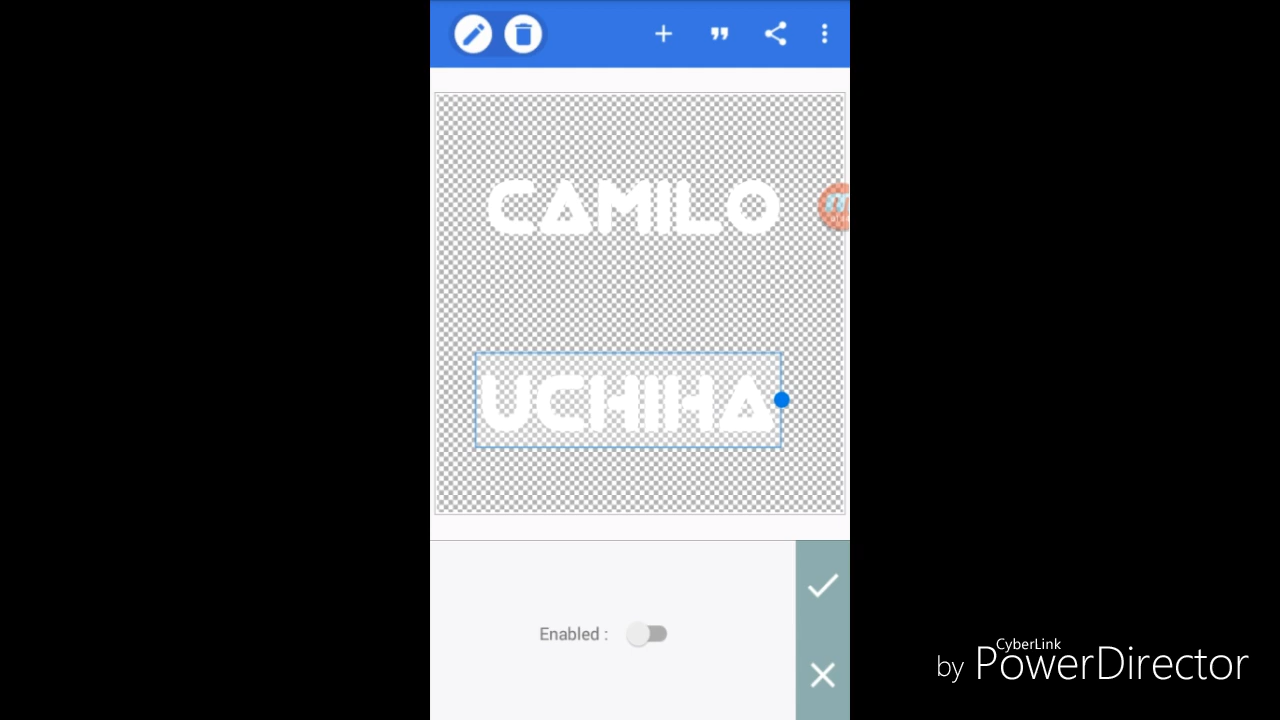 CAMILO
UCHIHA
Enabled :
CyberLink
by PowerDirector